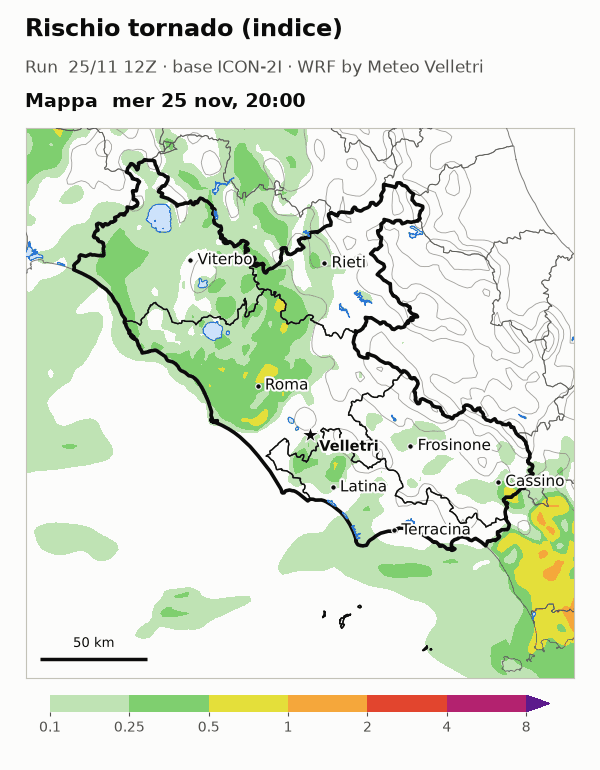 Rischio tornado (indice)
Run  25/11 12Z · base ICON-2I · WRF by Meteo Velletri
Mappa  mer 25 nov, 20:00
Viterbo
Rieti
Roma
Velletri
Frosinone
Latina
Cassino
Terracina
50 km
0.1 0.25 0.5 1 2 4 8